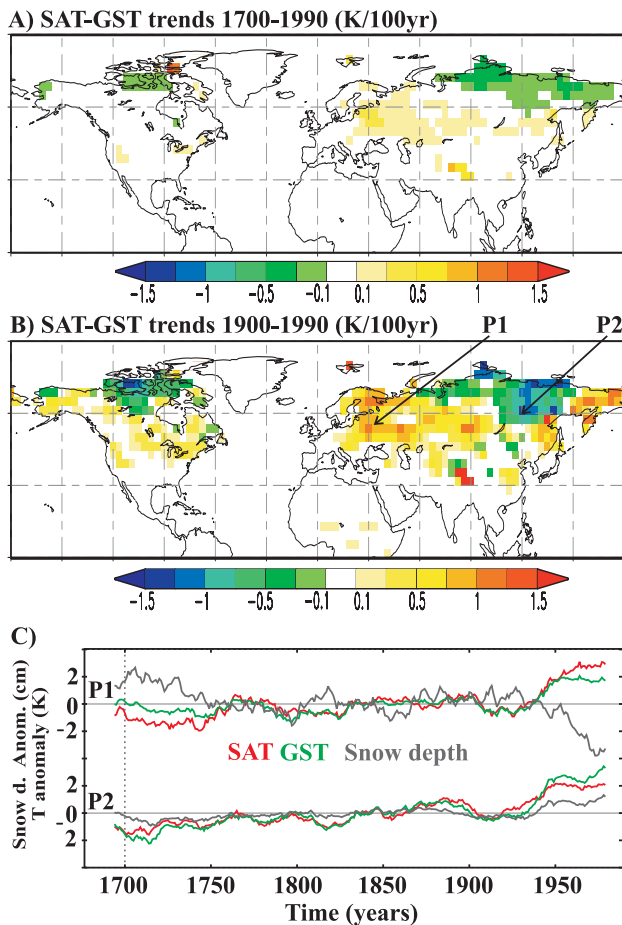 A) SAT-GST trends 1700-1990 (K/100yr)
-1.5 -1 -0.5 -0.1 0.1 0.5 1 1.5
B) SAT-GST trends 1900-1990 (K/100yr) P1 P2
-1.5 -1 -0.5 -0.1 0.1 0.5 1 1.5
C)
Snow d. Anom. (cm)
T anomaly (K)
P1
2
0
-2
SAT GST Snow depth
P2
2
-0
2
1700 1750 1800 1850 1900 1950
Time (years)